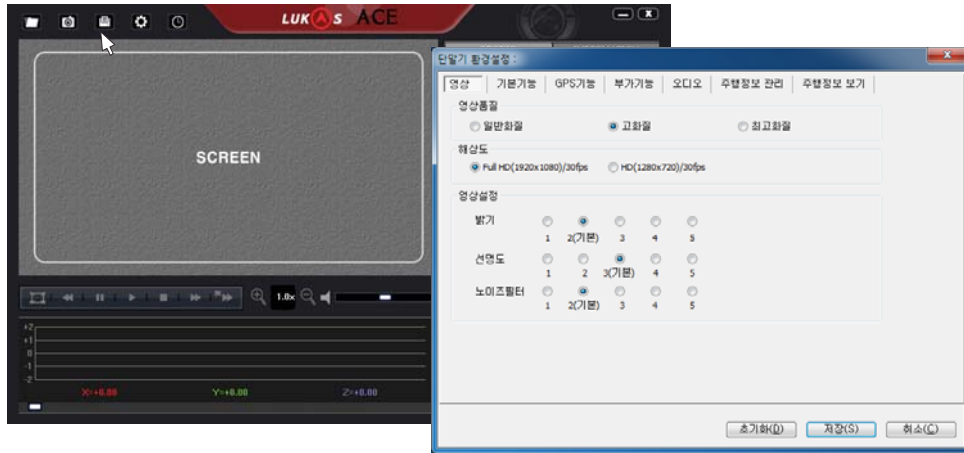 LUKAS ACE
SCREEN
1.0x
+2
+1
0
-1
-2
X=+0.00 Y=+0.00 Z=+0.00
단말기 환경설정 :
영상 기본기능 GPS기능 부가기능 오디오 주행정보 관리 주행정보 보기
영상품질
일반화질 고화질 최고화질
해상도
Full HD(1920x1080)/30fps HD(1280x720)/30fps
영상설정
밝기
1 2(기본) 3 4 5
선명도
1 2 3(기본) 4 5
노이즈필터
1 2(기본) 3 4 5
초기화(D) 저장(S) 취소(C)